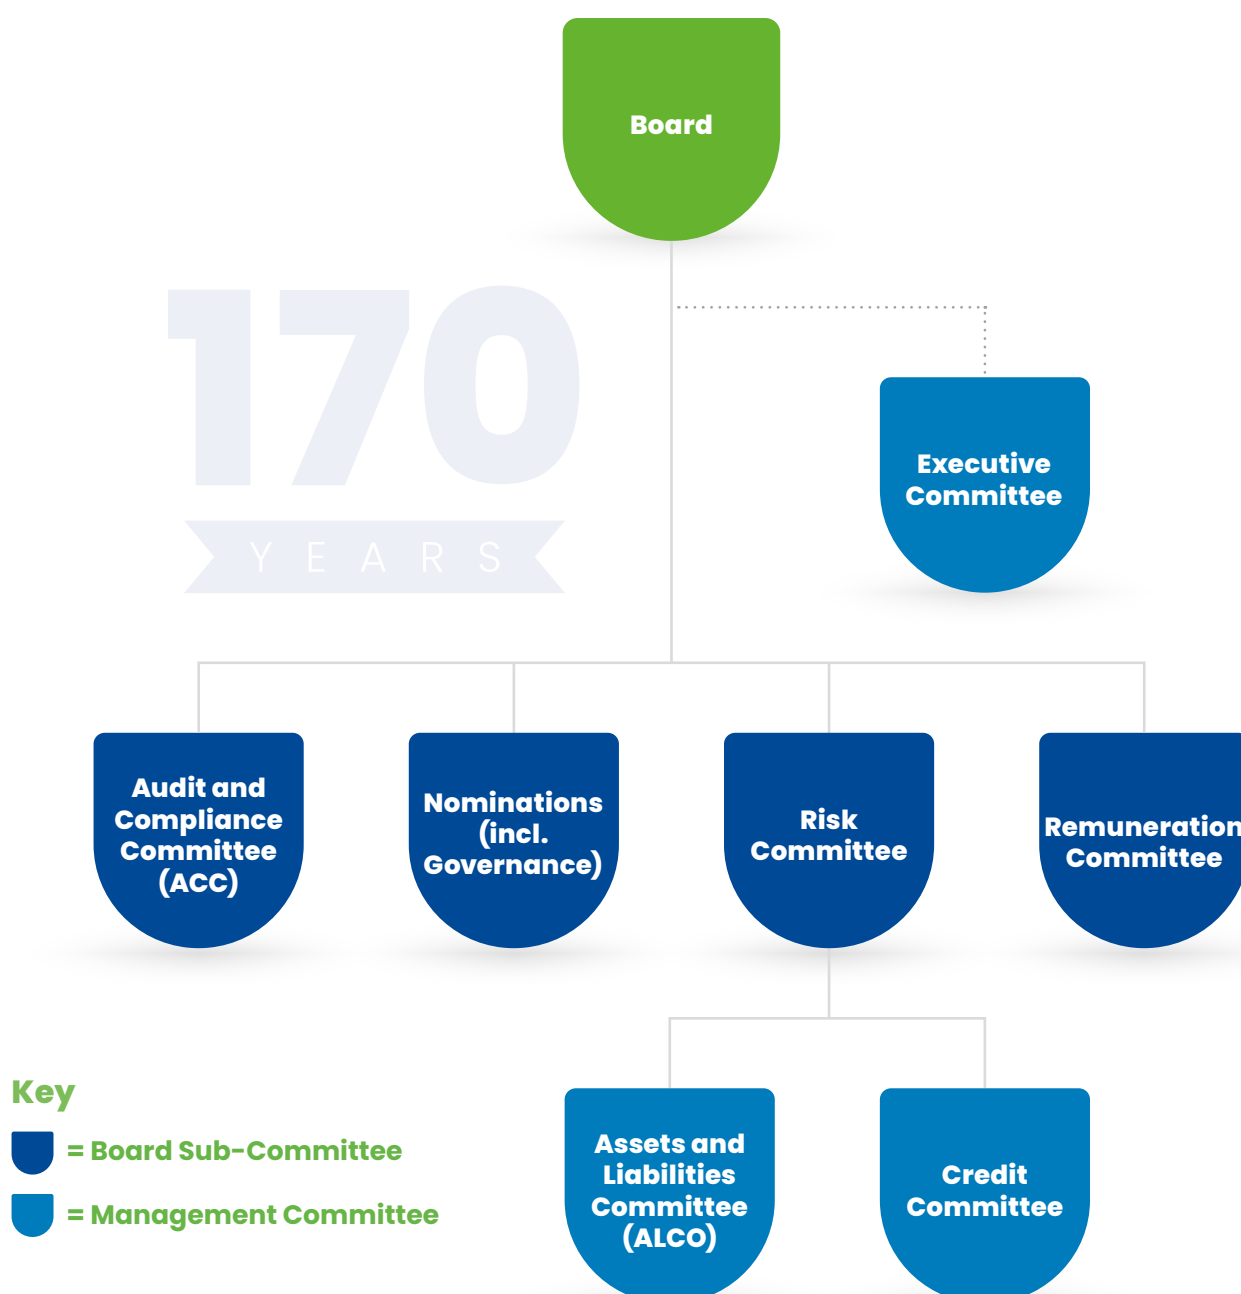 Board
170
YEARS
Executive
Committee
Audit and
Compliance
Committee
(ACC)
Nominations
(incl.
Governance)
Risk
Committee
Remuneration
Committee
Assets and
Liabilities
Committee
(ALCO)
Credit
Committee
Key
= Board Sub-Committee
= Management Committee